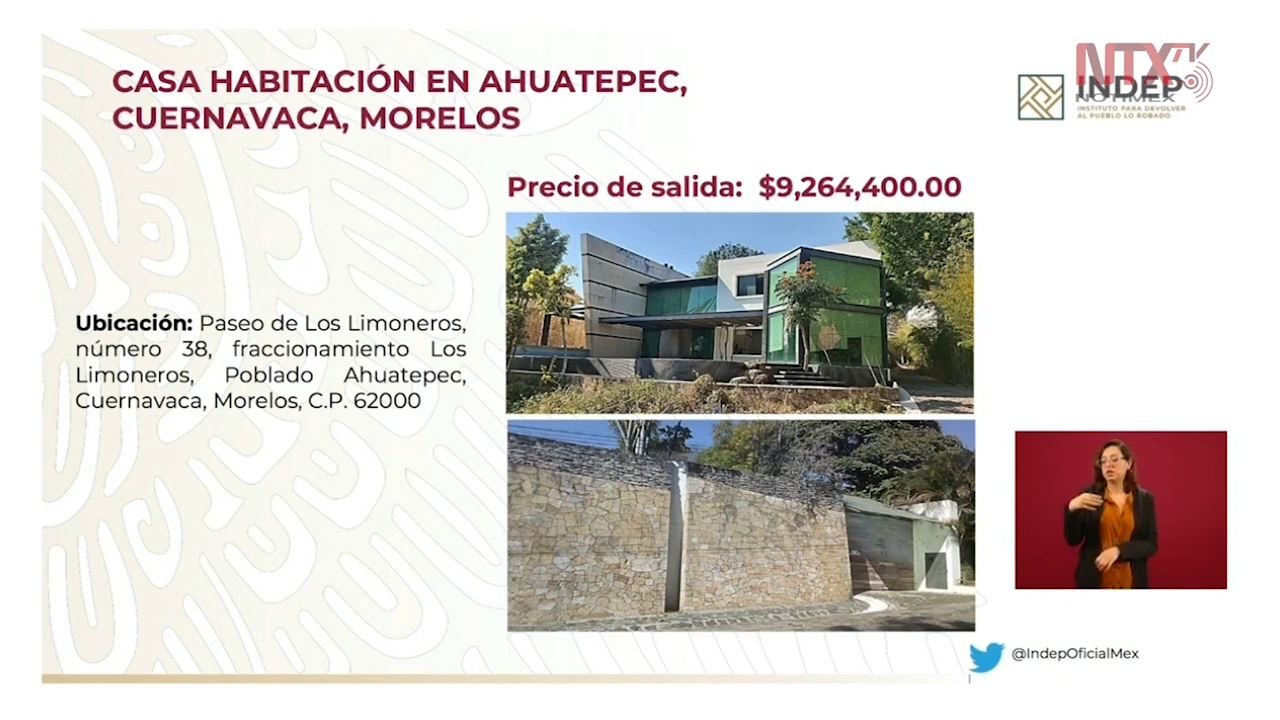 CASA HABITACIÓN EN AHUATEPEC,
CUERNAVACA, MORELOS
NTX
INDEP
NOTIMEX
INSTITUTO PARA DEVOLVER
AL PUEBLO LO ROBADO
Precio de salida: $9,264,400.00
Ubicación: Paseo de Los Limoneros,
número 38, fraccionamiento Los
Limoneros, Poblado Ahuatepec,
Cuernavaca, Morelos, C.P. 62000
@IndepOficialMex